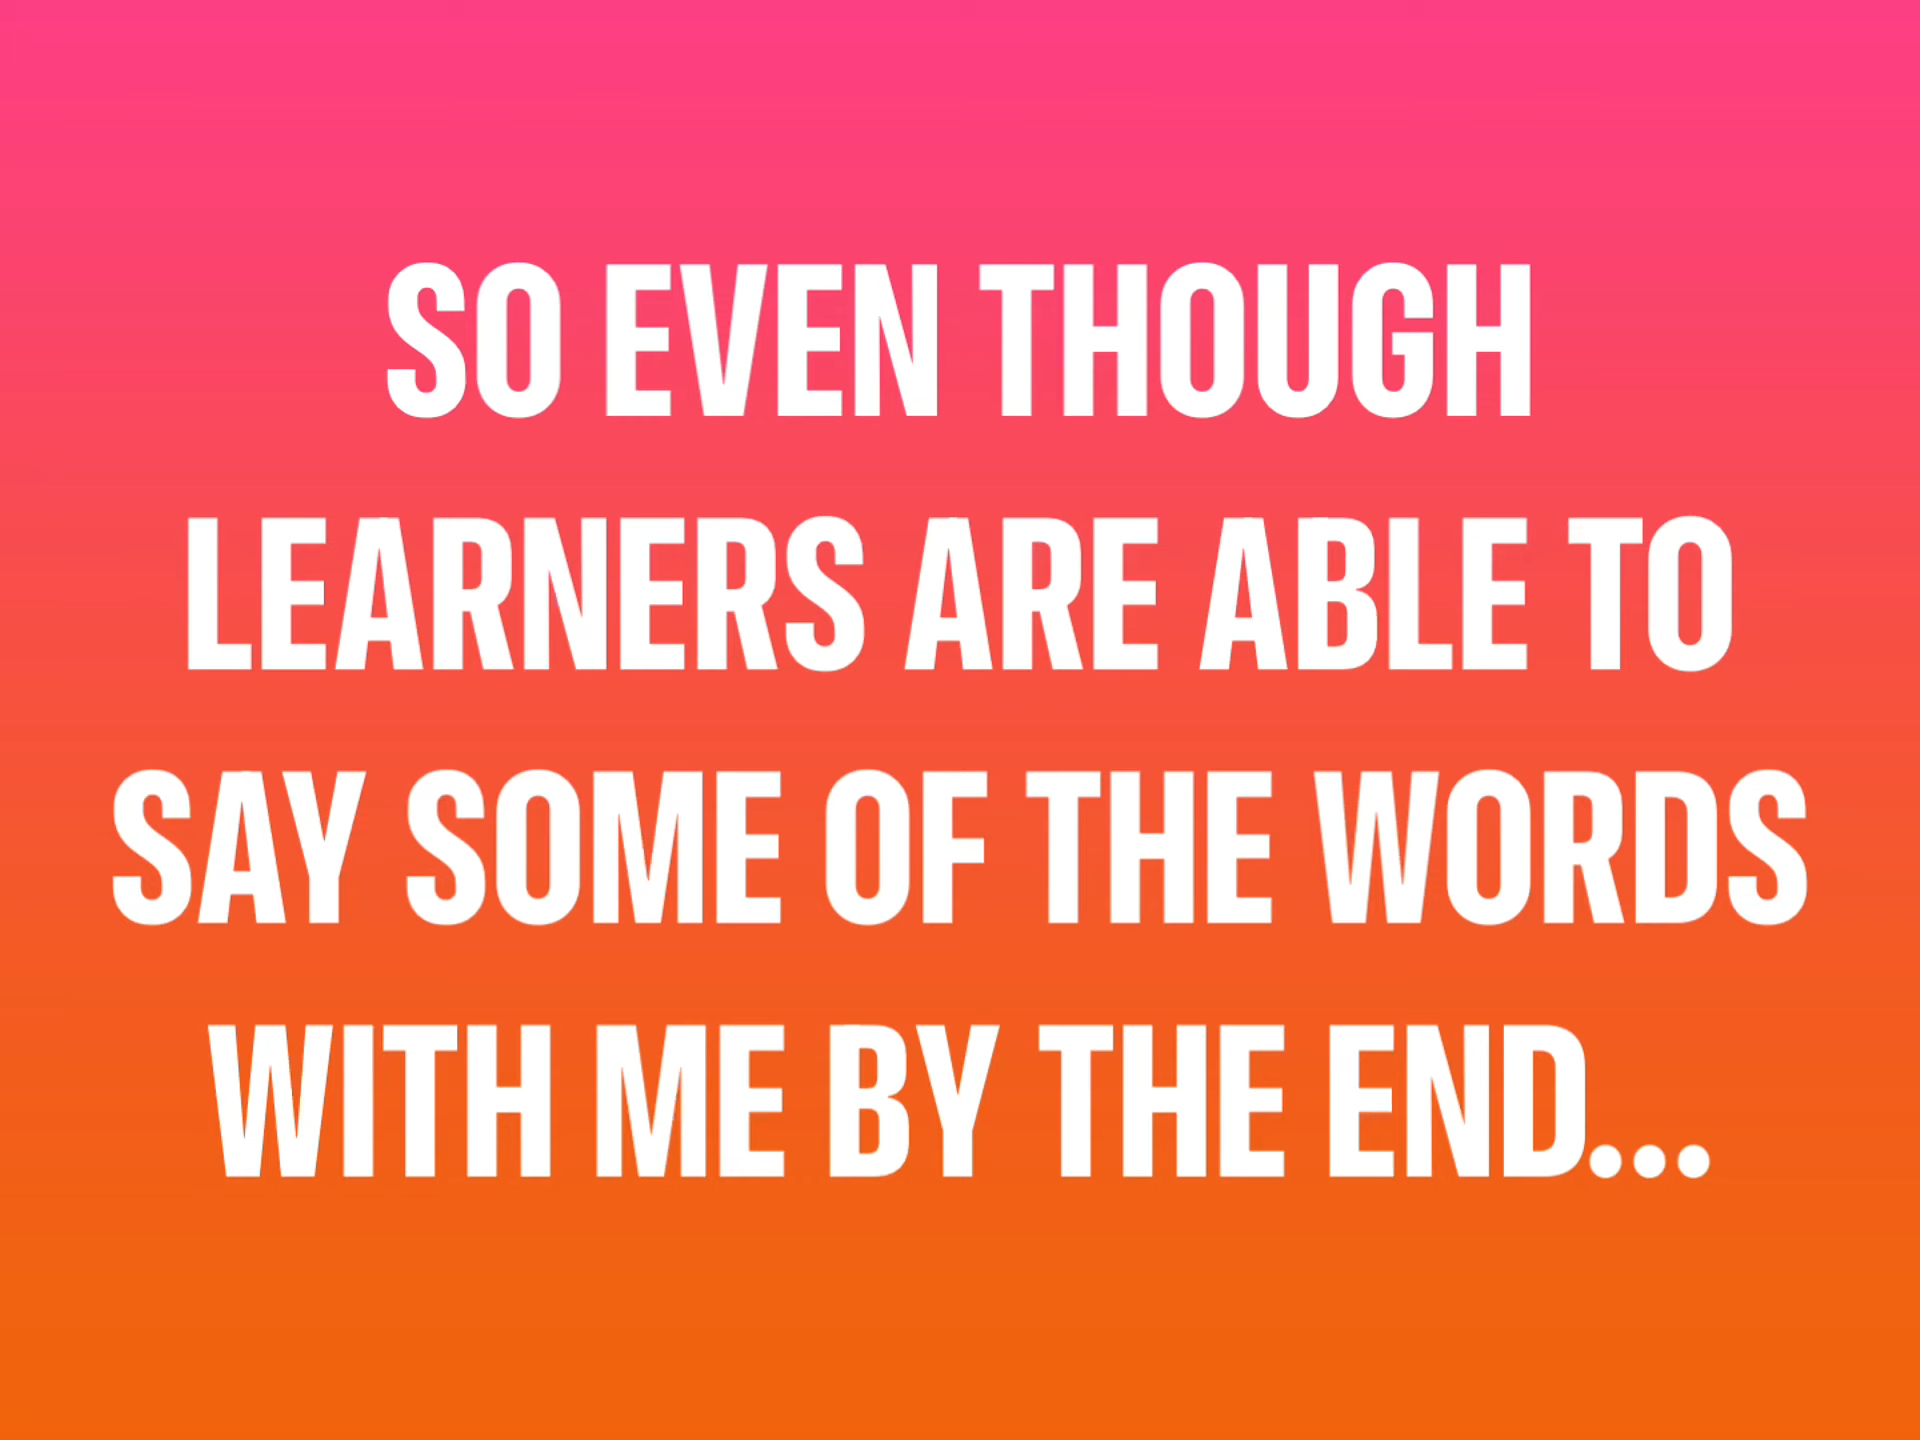 SO EVEN THOUGH
LEARNERS ARE ABLE TO
SAY SOME OF THE WORDS
WITH ME BY THE END...